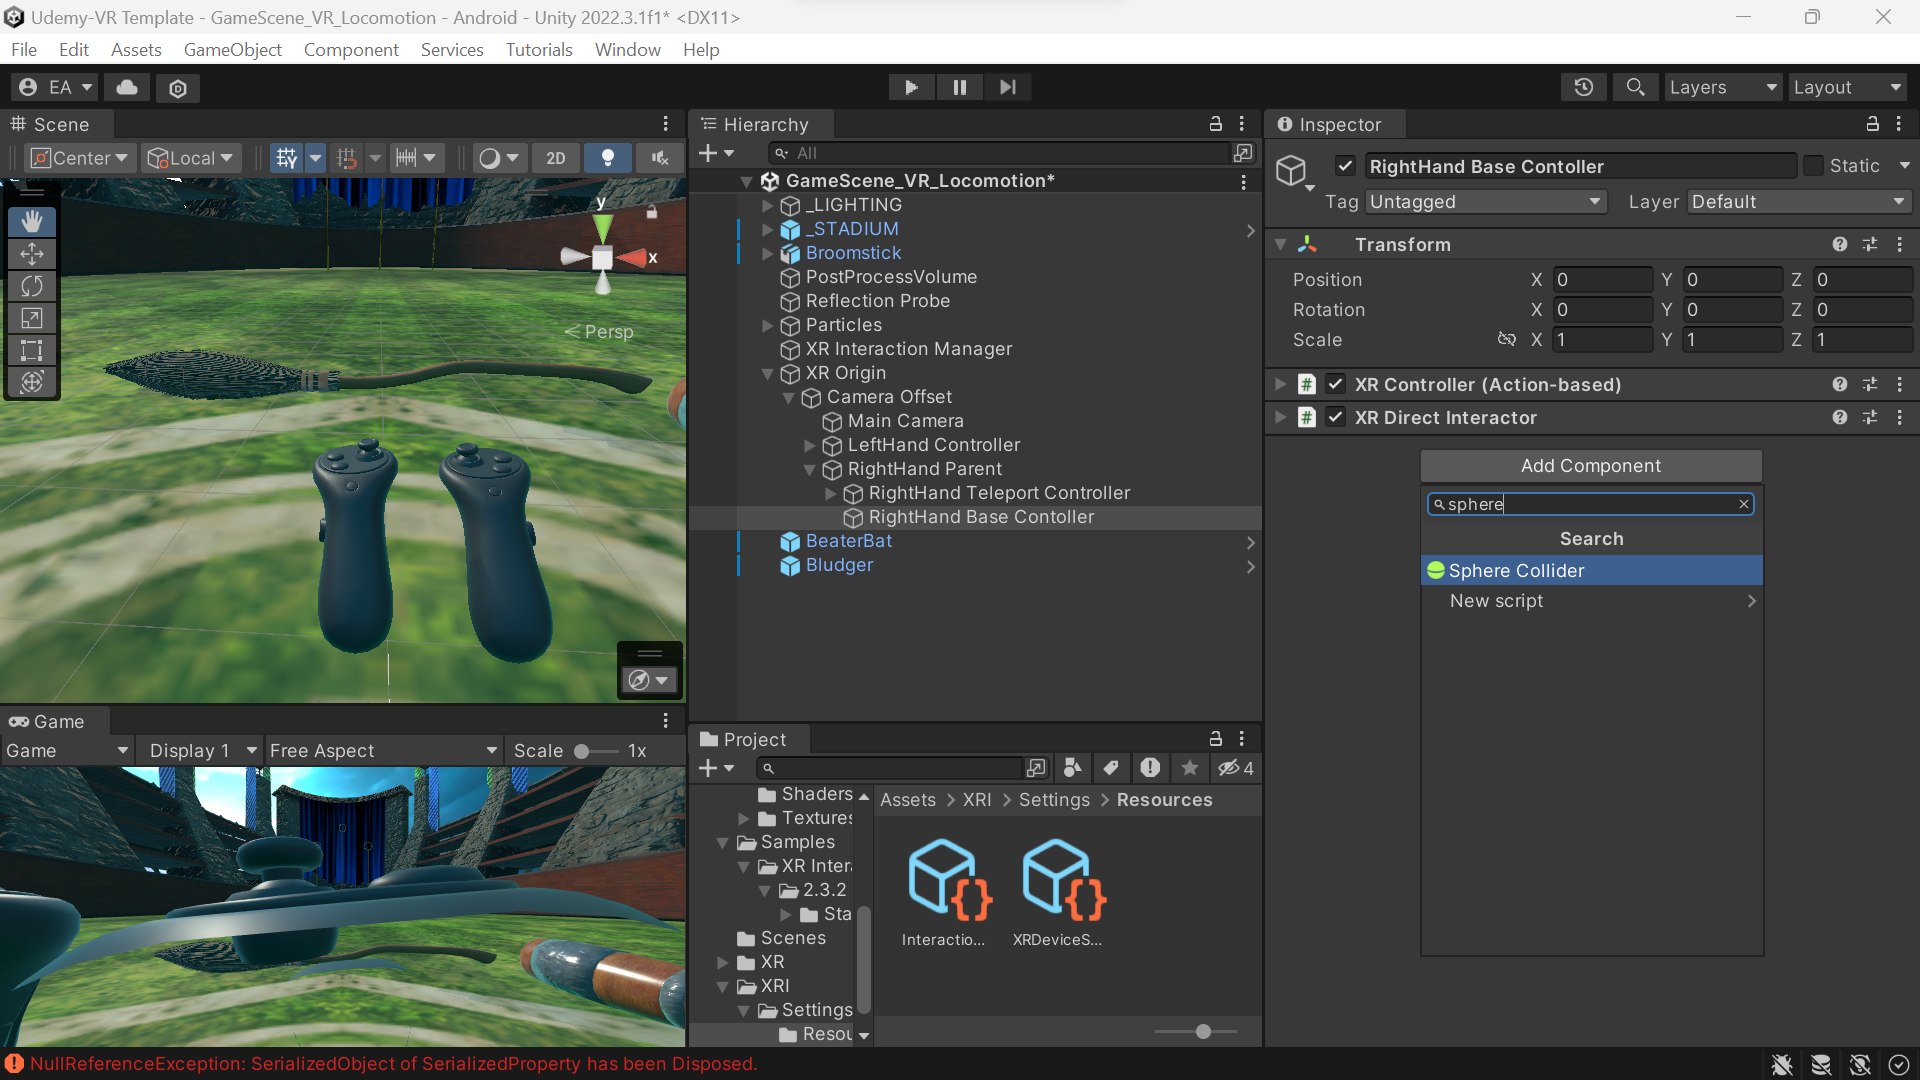 Udemy-VR Template - GameScene_VR_Locomotion - Android - Unity 2022.3.1f1* <DX11>
File Edit Assets GameObject Component Services Tutorials Window Help
EA
Layers
Layout
Scene
Center
Local
2D
y
x
Persp
Hierarchy
All
GameScene_VR_Locomotion*
_LIGHTING
_STADIUM
Broomstick
PostProcessVolume
Reflection Probe
Particles
XR Interaction Manager
XR Origin
Camera Offset
Main Camera
LeftHand Controller
RightHand Parent
RightHand Teleport Controller
RightHand Base Contoller
BeaterBat
Bludger
Inspector
RightHand Base Contoller
Static
Tag Untagged
Layer Default
Transform
Position X 0 Y 0 Z 0
Rotation X 0 Y 0 Z 0
Scale X 1 Y 1 Z 1
XR Controller (Action-based)
XR Direct Interactor
Add Component
sphere
Search
Sphere Collider
New script
Game
Game
Display 1
Free Aspect
Scale
1x
Project
4
Shaders
Textures
Samples
XR Inter
2.3.2
Sta
Scenes
XR
XRI
Settings
Resou
Assets > XRI > Settings > Resources
Interactio...
XRDeviceS...
NullReferenceException: SerializedObject of SerializedProperty has been Disposed.